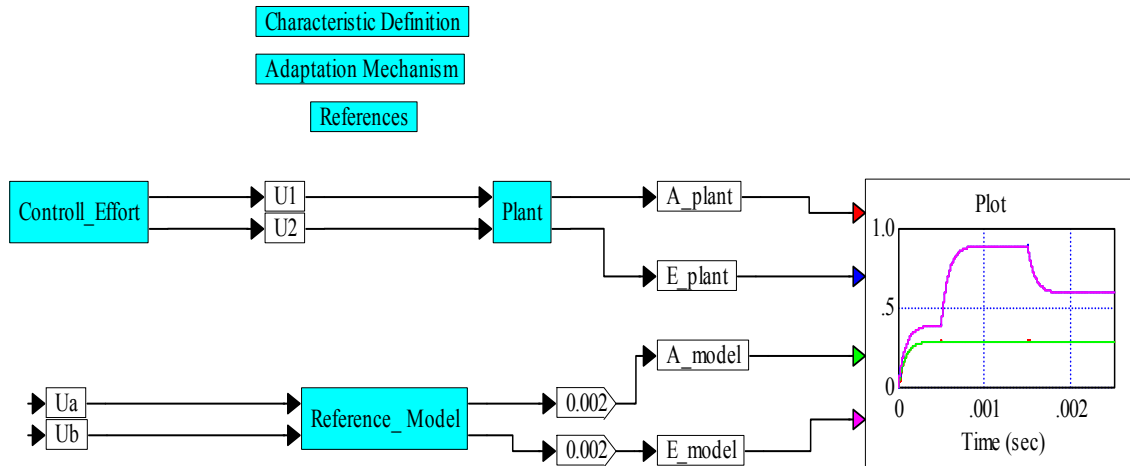 Characteristic Definition
Adaptation Mechanism
References
Controll_Effort
U1
U2
Plant
A_plant
E_plant
Ua
Ub
Reference_ Model
0.002
0.002
A_model
E_model
Plot
1.0
.5
0
0
.001
.002
Time (sec)